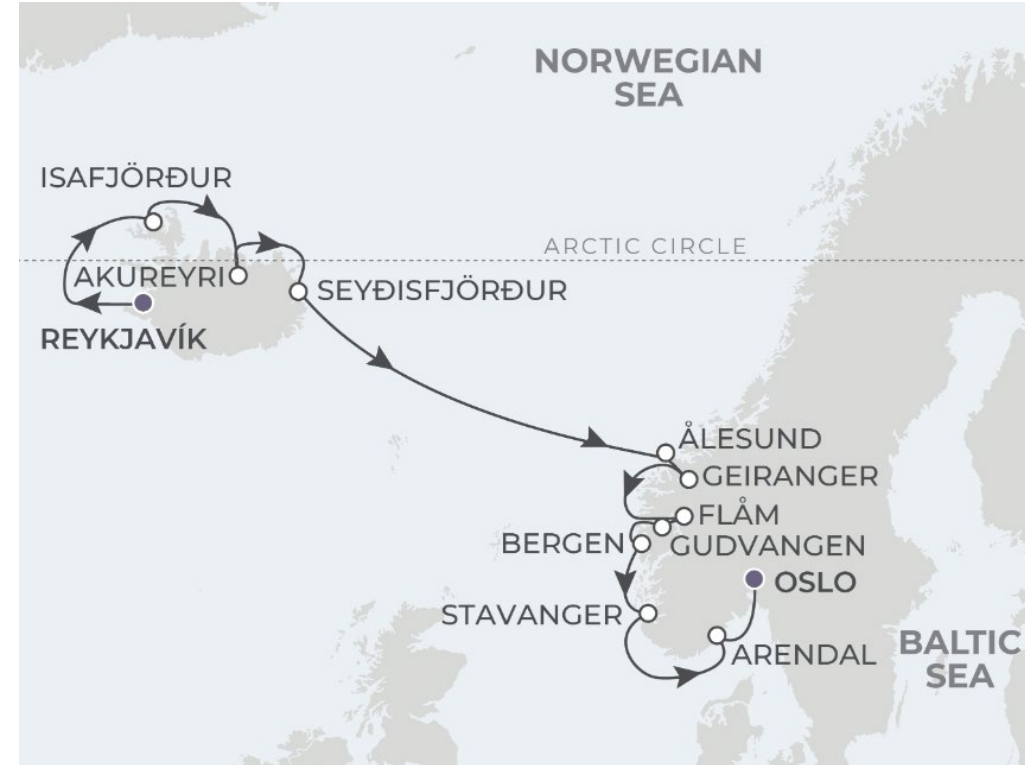 NORWEGIAN
SEA
ISAFJÖRÐUR
ARCTIC CIRCLE
AKUREYRI
SEYÐISFJÖRÐUR
REYKJAVÍK
ÅLESUND
GEIRANGER
FLÅM
BERGEN
GUDVANGEN
OSLO
STAVANGER
ARENDAL
BALTIC
SEA